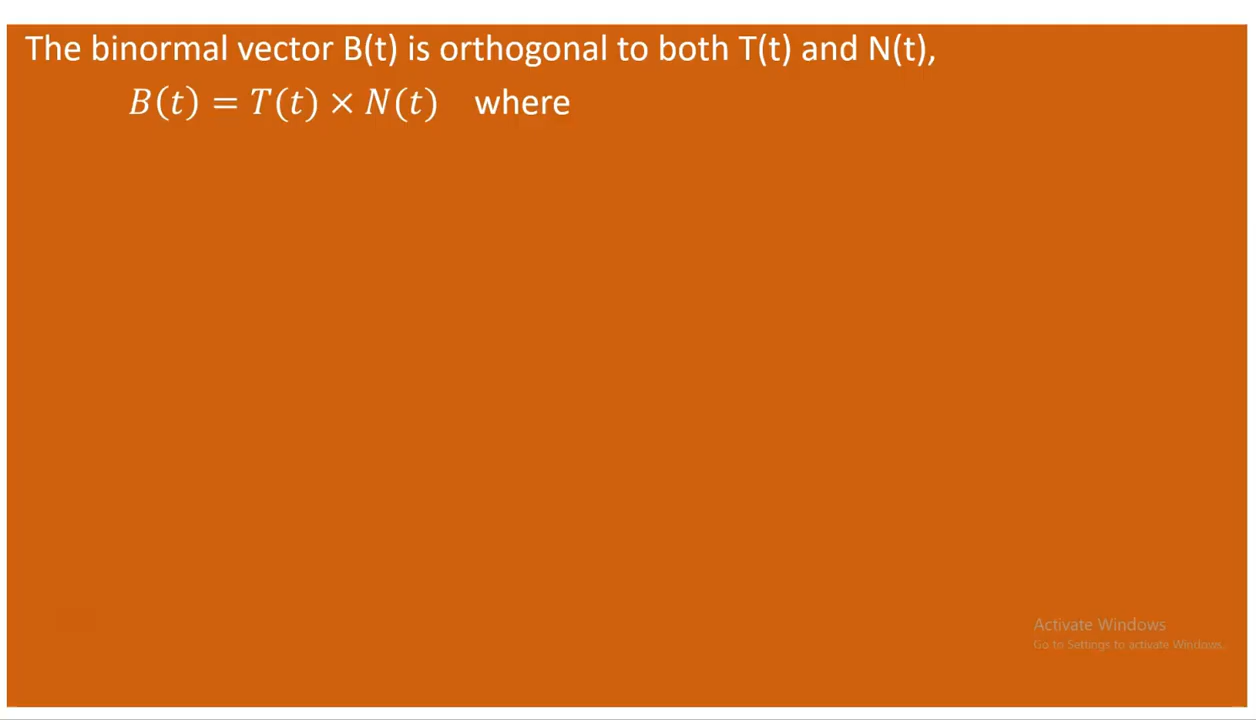 The binormal vector B(t) is orthogonal to both T(t) and N(t),
B(t) = T(t) × N(t) where
Activate Windows
Go to Settings to activate Windows.